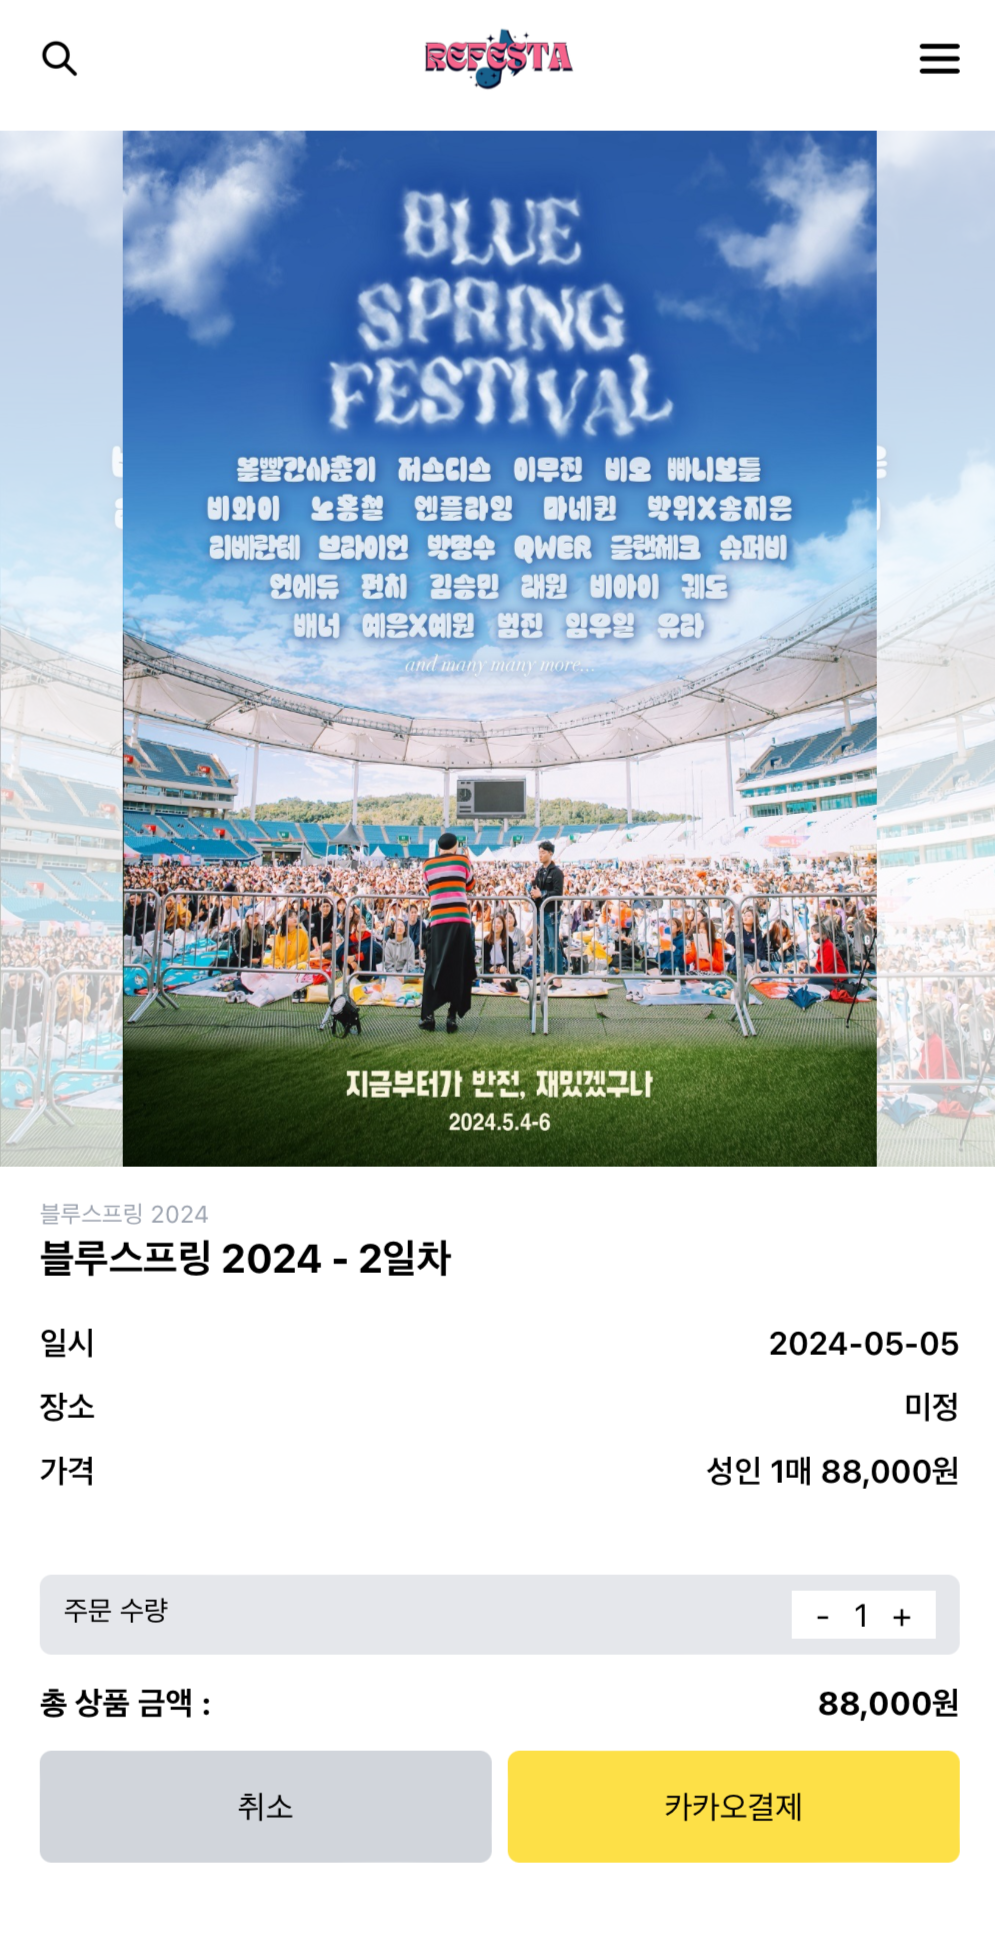 REFESTA
BLUE
SPRING
FESTIVAL
볼빨간사춘기 저스디스 이무진 비오 빠니보틀
비와이 노홍철 엔플라잉 마네퀸 박위X송지은
리베란테 브라이언 박명수 QWER 글랜체크 슈퍼비
언에듀 펀치 김승민 래원 비아이 궤도
배너 예은X예원 범진 임우일 유라
and many many more...
지금부터가 반전, 재밌겠구나
2024.5.4-6
블루스프링 2024
블루스프링 2024 - 2일차
일시 2024-05-05
장소 미정
가격 성인 1매 88,000원
주문 수량 - 1 +
총 상품 금액 : 88,000원
취소 카카오결제